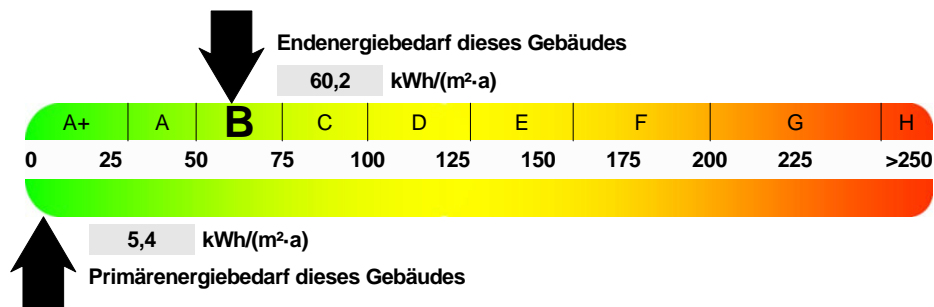 Endenergiebedarf dieses Gebäudes
60,2 kWh/(m²·a)
A+ A B C D E F G H
0 25 50 75 100 125 150 175 200 225 >250
5,4 kWh/(m²·a)
Primärenergiebedarf dieses Gebäudes